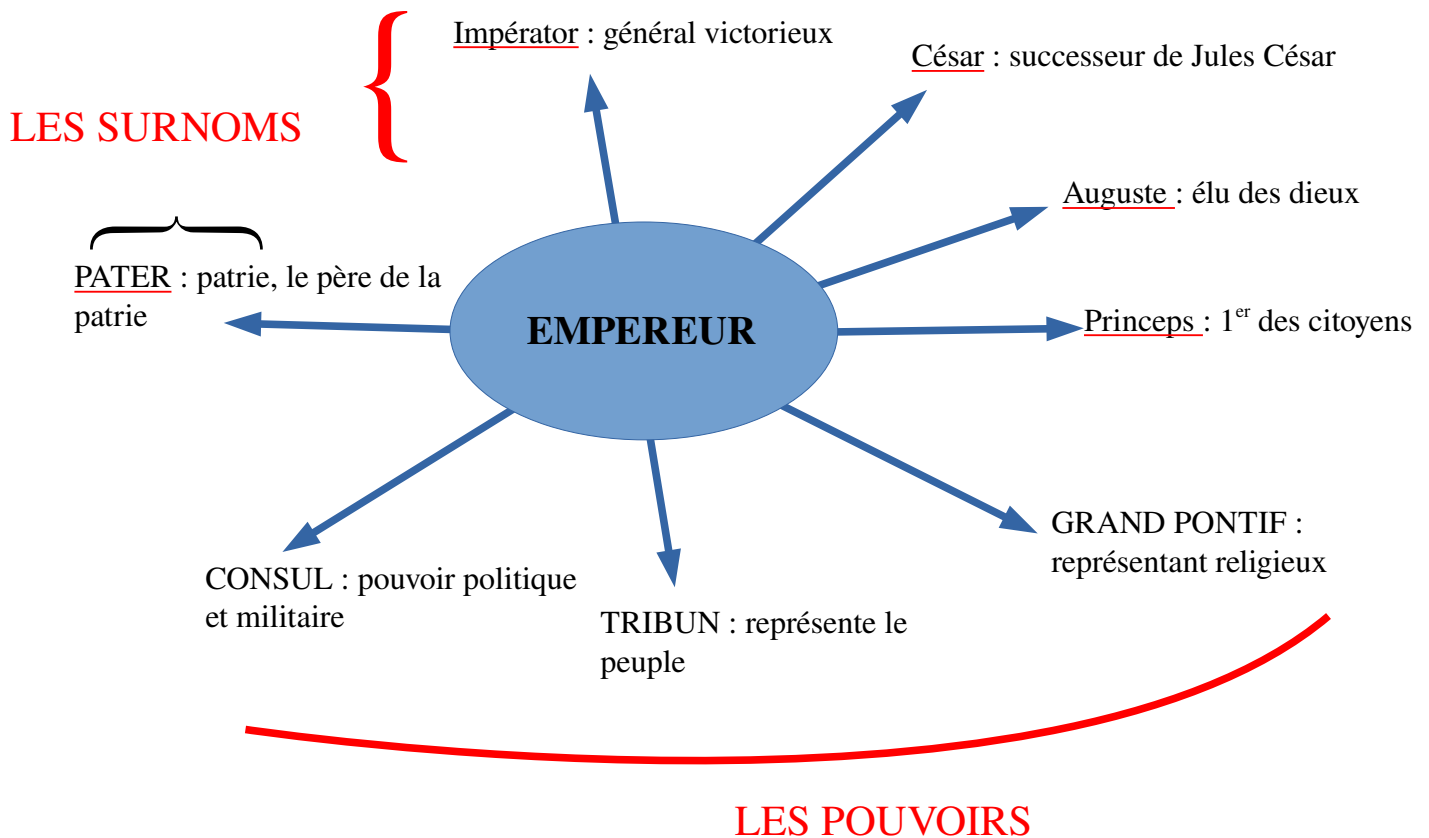 Impérator : général victorieux
César : successeur de Jules César
LES SURNOMS
Auguste : élu des dieux
PATER : patrie, le père de la
patrie
EMPEREUR
Princeps : 1er des citoyens
GRAND PONTIF :
représentant religieux
CONSUL : pouvoir politique
et militaire
TRIBUN : représente le
peuple
LES POUVOIRS